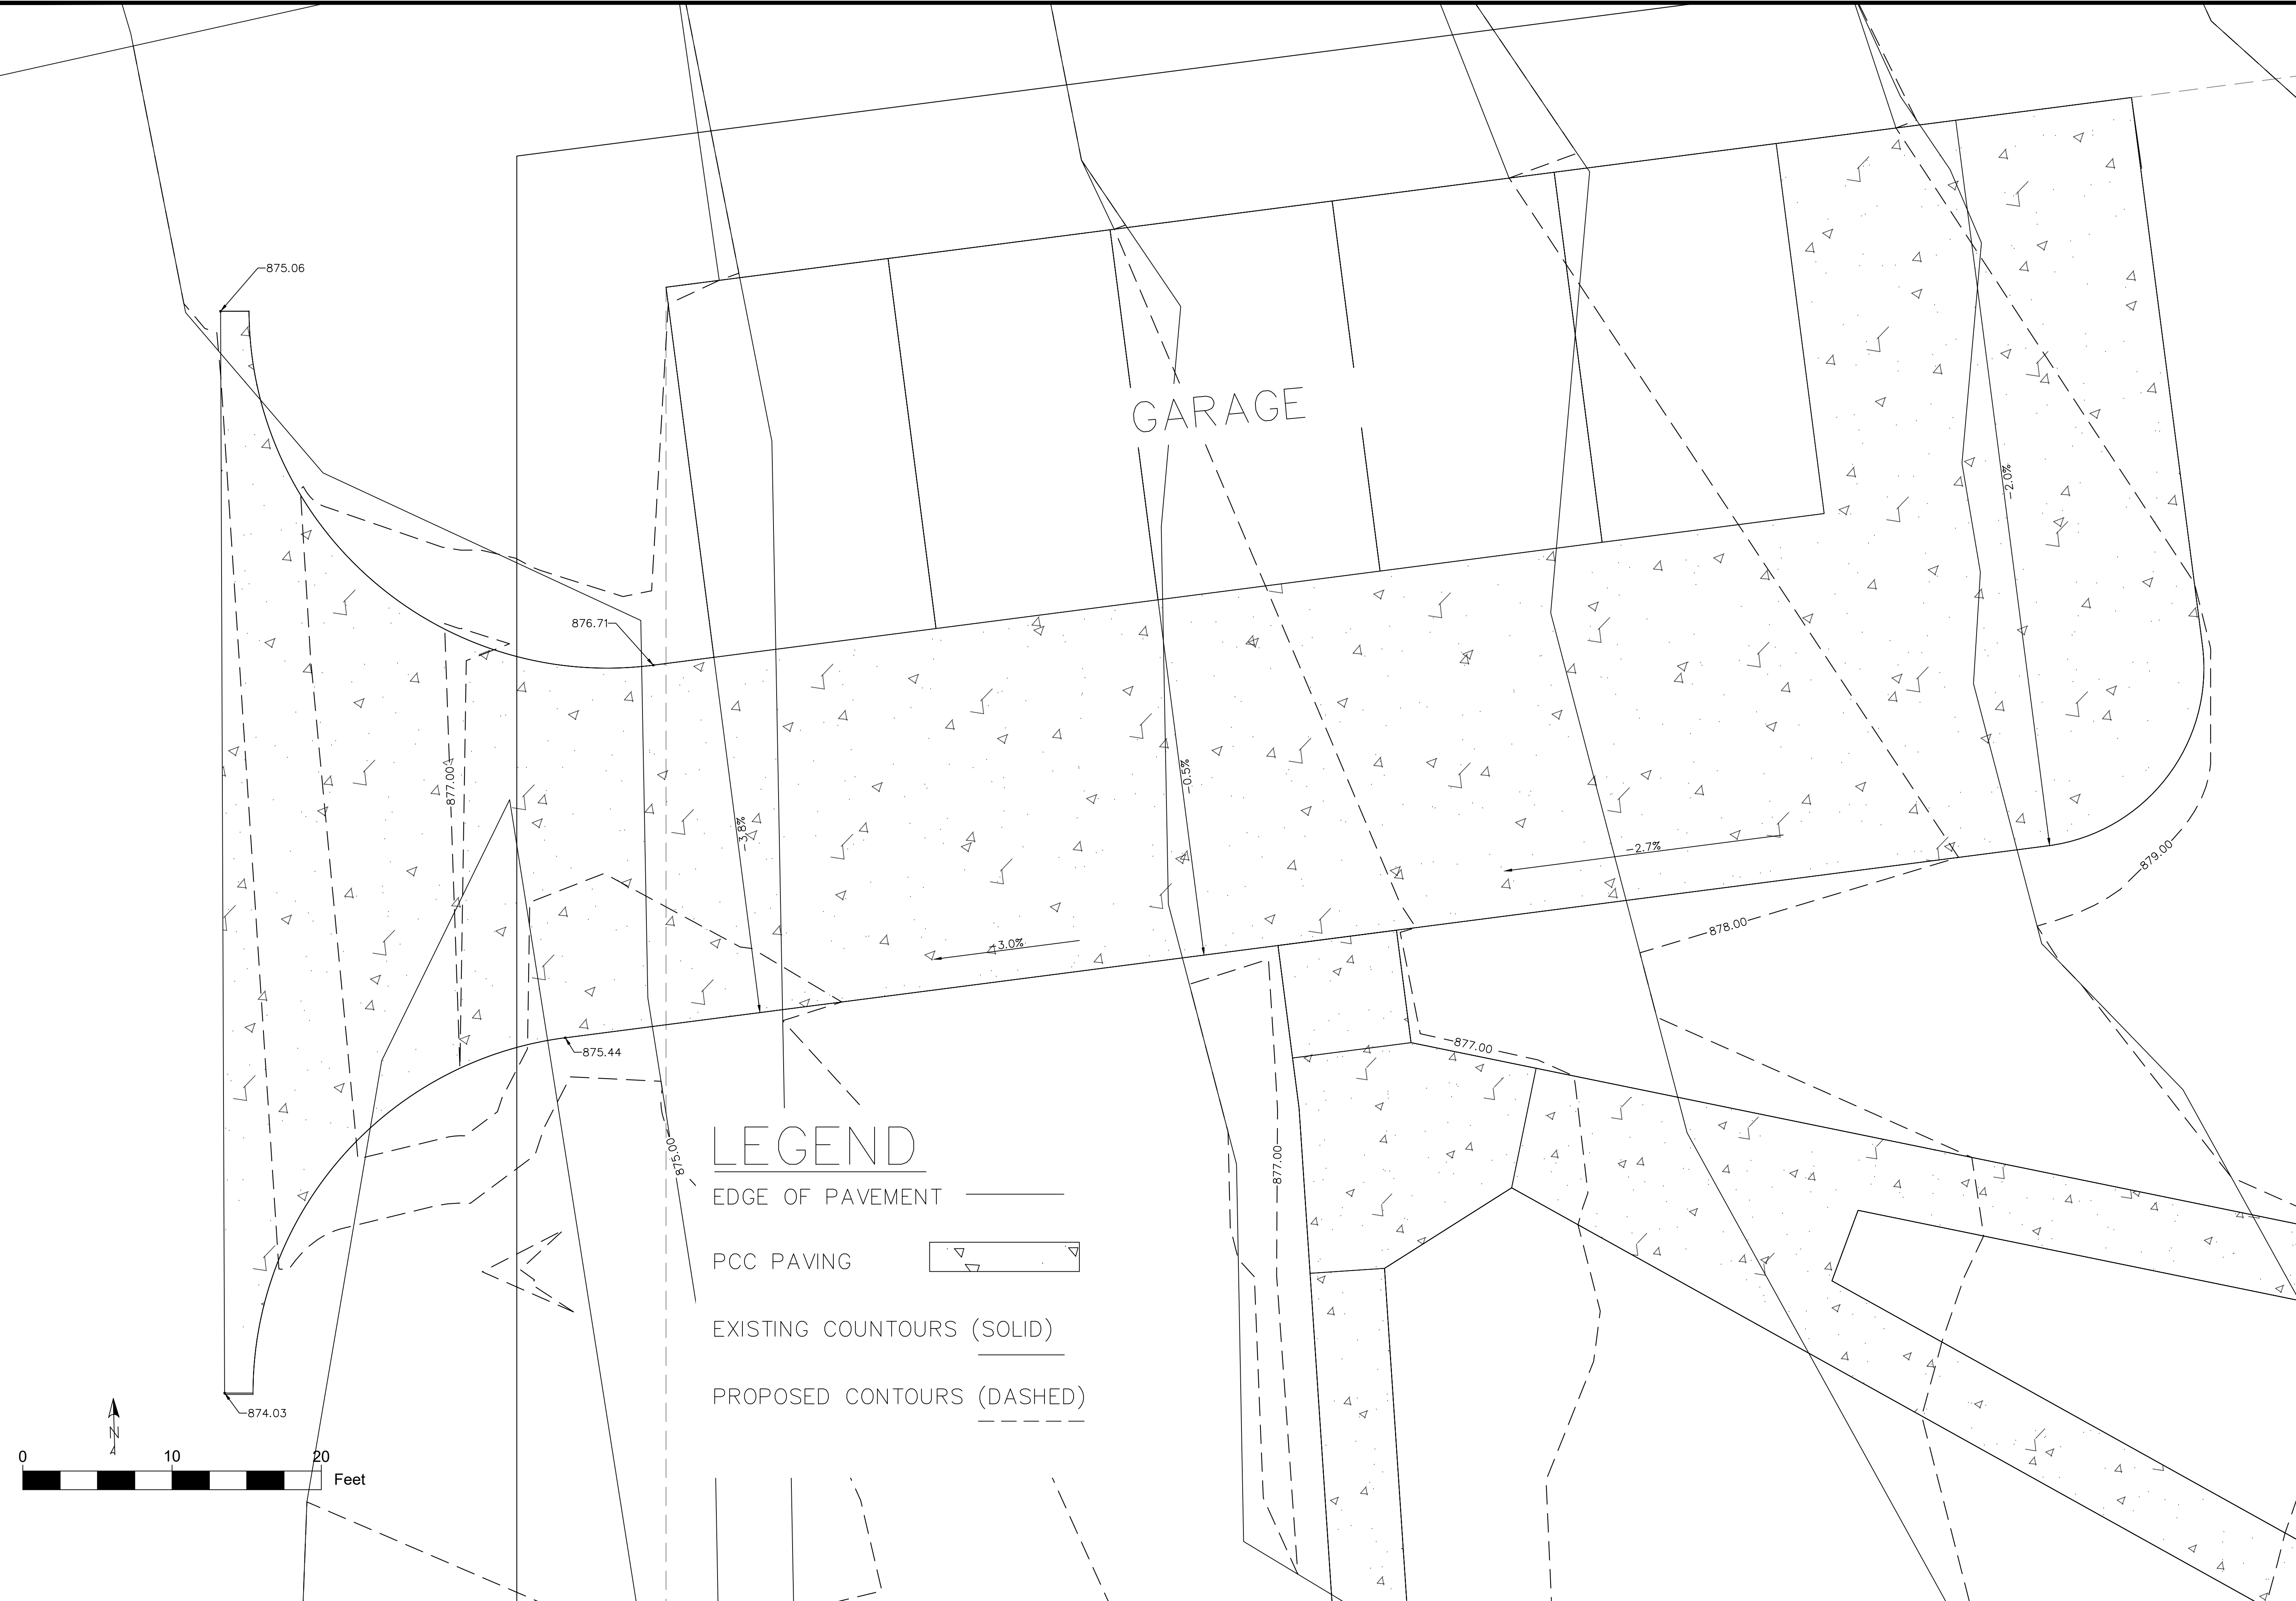 875.06
GARAGE
-2.0%
876.71
877.00
-3.8%
-0.5%
-2.7%
879.00
878.00
-3.0%
875.44
877.00
875.00
877.00
LEGEND
EDGE OF PAVEMENT
PCC PAVING
EXISTING COUNTOURS (SOLID)
PROPOSED CONTOURS (DASHED)
874.03
N
0 10 20
Feet